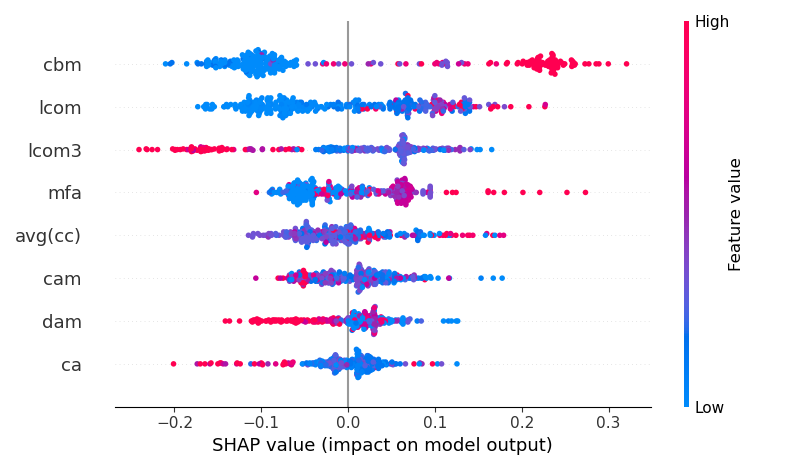 High
cbm
lcom
lcom3
mfa
avg(cc)
cam
dam
ca
Feature value
Low
−0.2 −0.1 0.0 0.1 0.2 0.3
SHAP value (impact on model output)